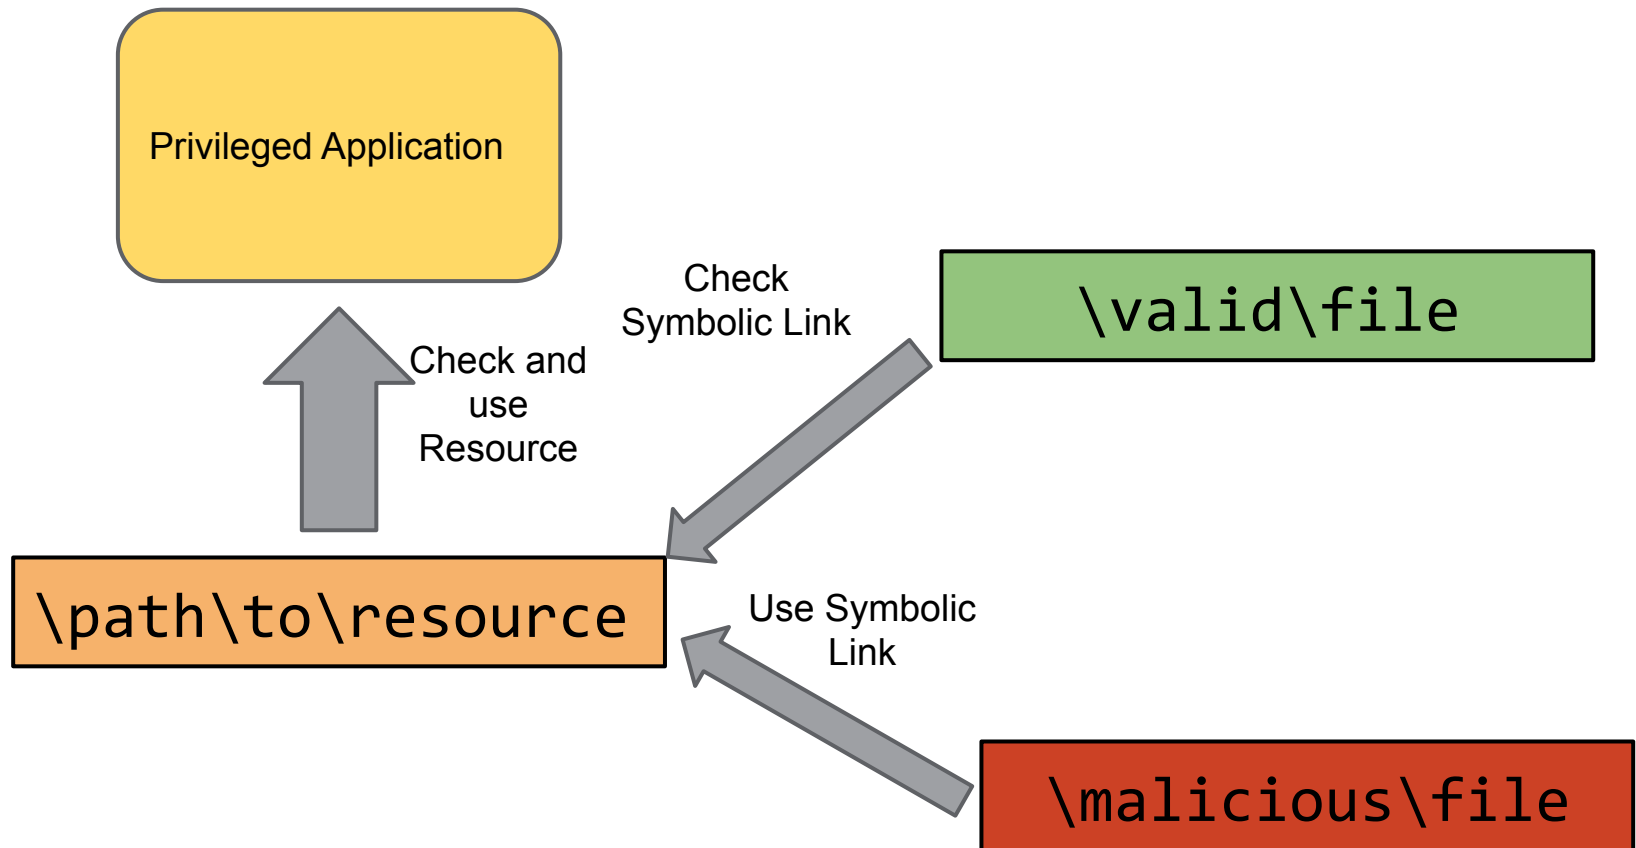 Privileged Application
Check
Symbolic Link
\valid\file
Check and
use
Resource
\path\to\resource
Use Symbolic
Link
\malicious\file